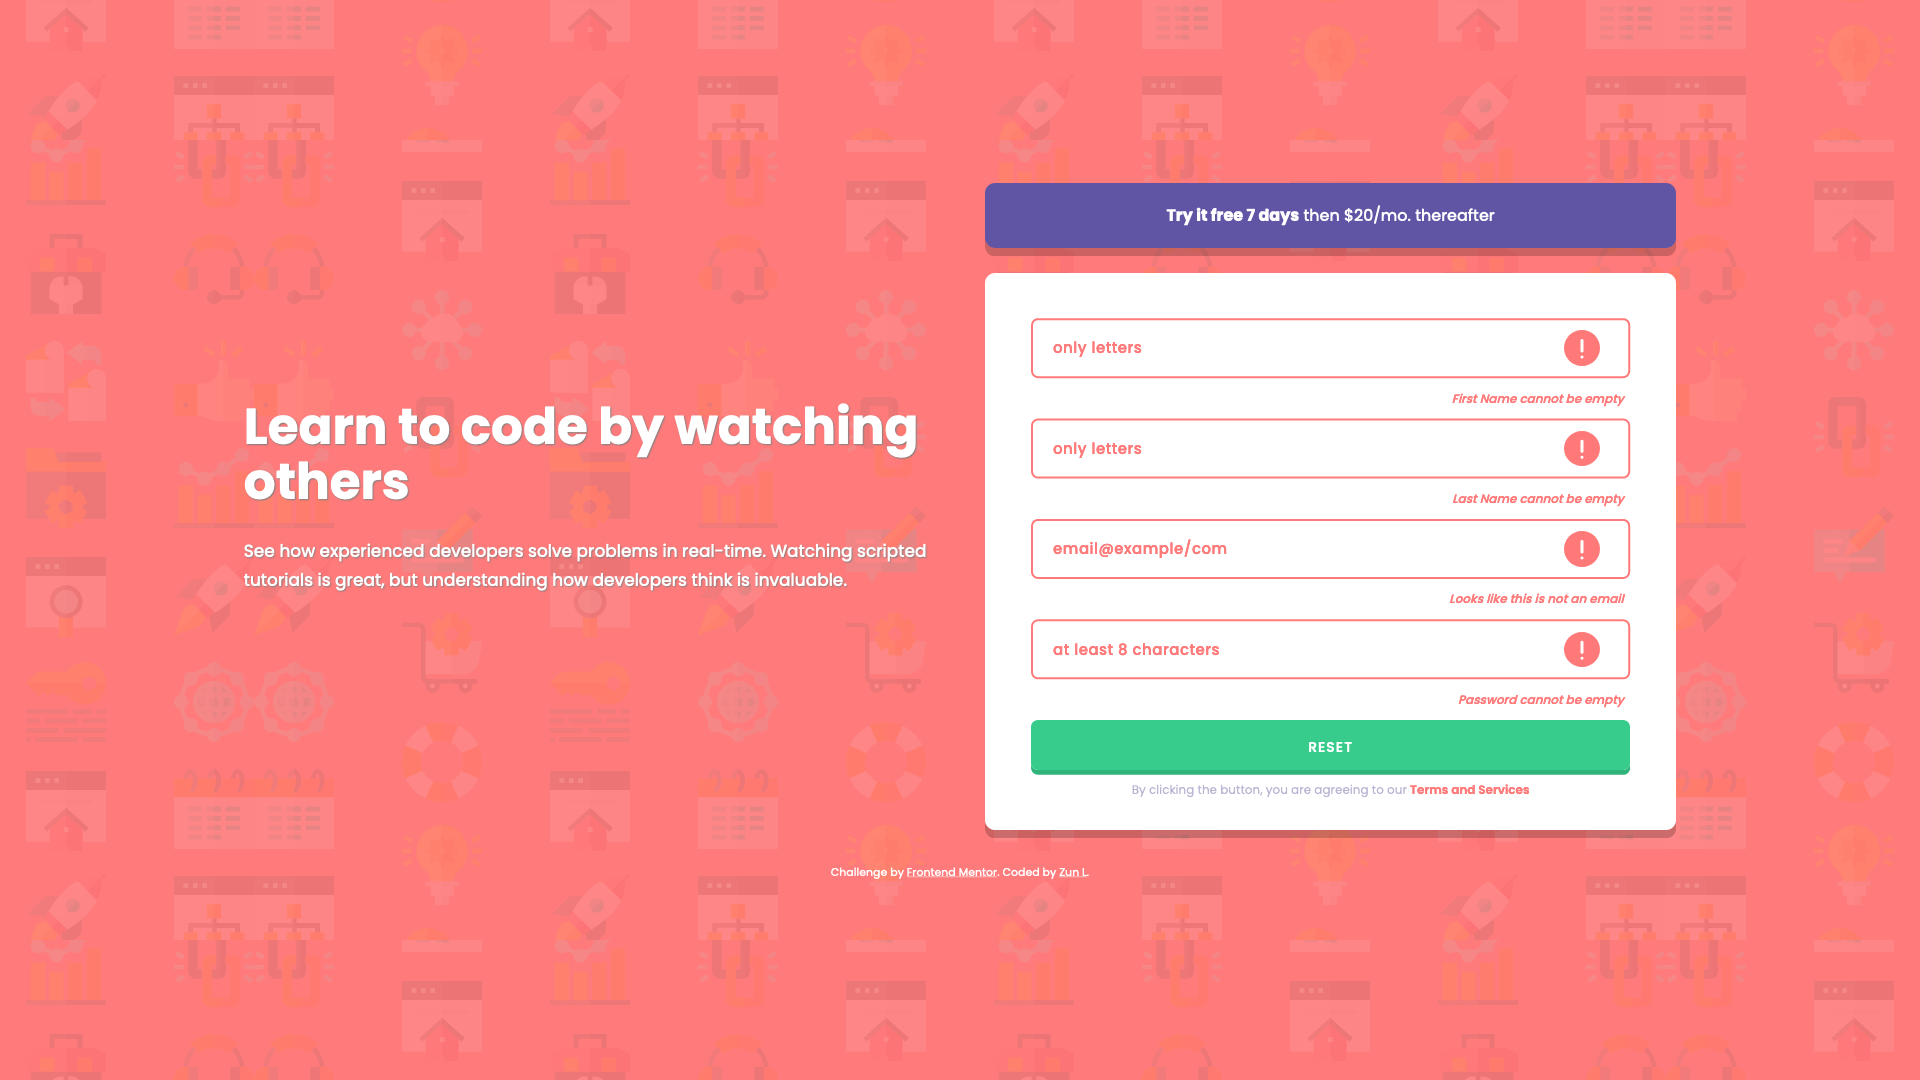 Learn to code by watching
others
See how experienced developers solve problems in real-time. Watching scripted
tutorials is great, but understanding how developers think is invaluable.
Try it free 7 days then $20/mo. thereafter
only letters
First Name cannot be empty
only letters
Last Name cannot be empty
email@example/com
Looks like this is not an email
at least 8 characters
Password cannot be empty
RESET
By clicking the button, you are agreeing to our Terms and Services
Challenge by Frontend Mentor. Coded by Zun L.